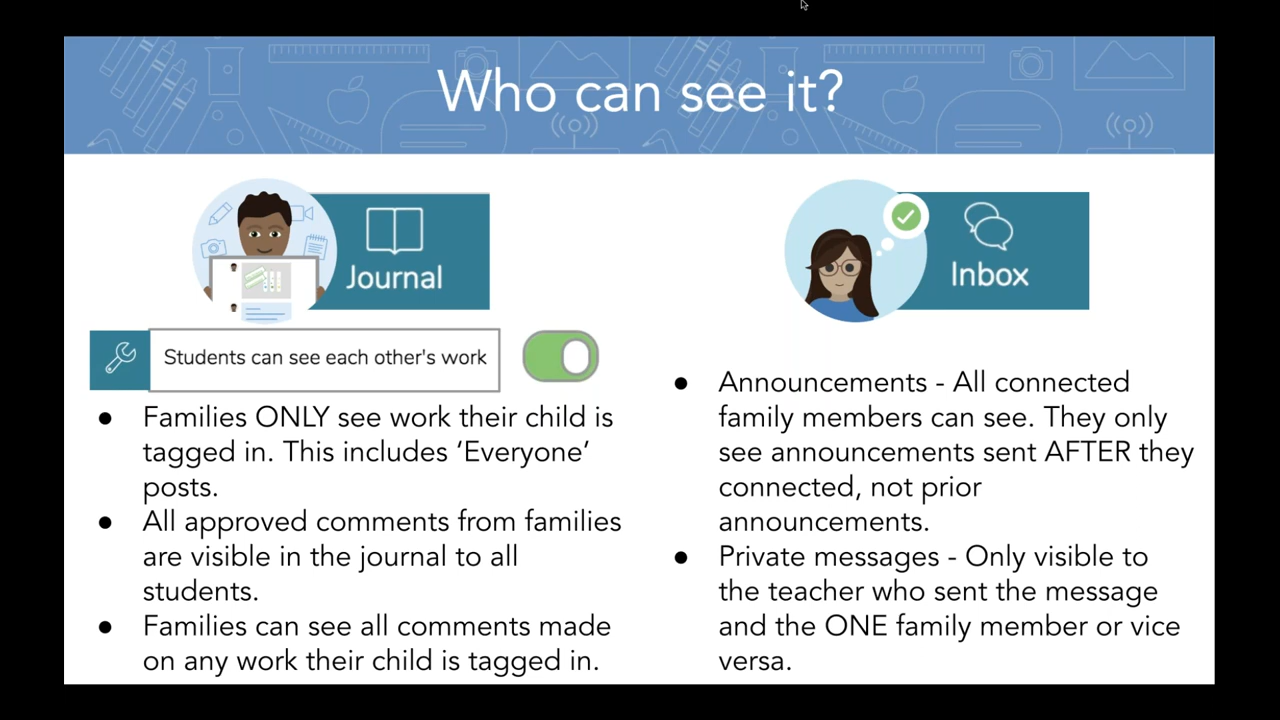 Who can see it?
Journal
Students can see each other's work
● Families ONLY see work their child is
tagged in. This includes ‘Everyone’
posts.
● All approved comments from families
are visible in the journal to all
students.
● Families can see all comments made
on any work their child is tagged in.
Inbox
● Announcements - All connected
family members can see. They only
see announcements sent AFTER they
connected, not prior
announcements.
● Private messages - Only visible to
the teacher who sent the message
and the ONE family member or vice
versa.